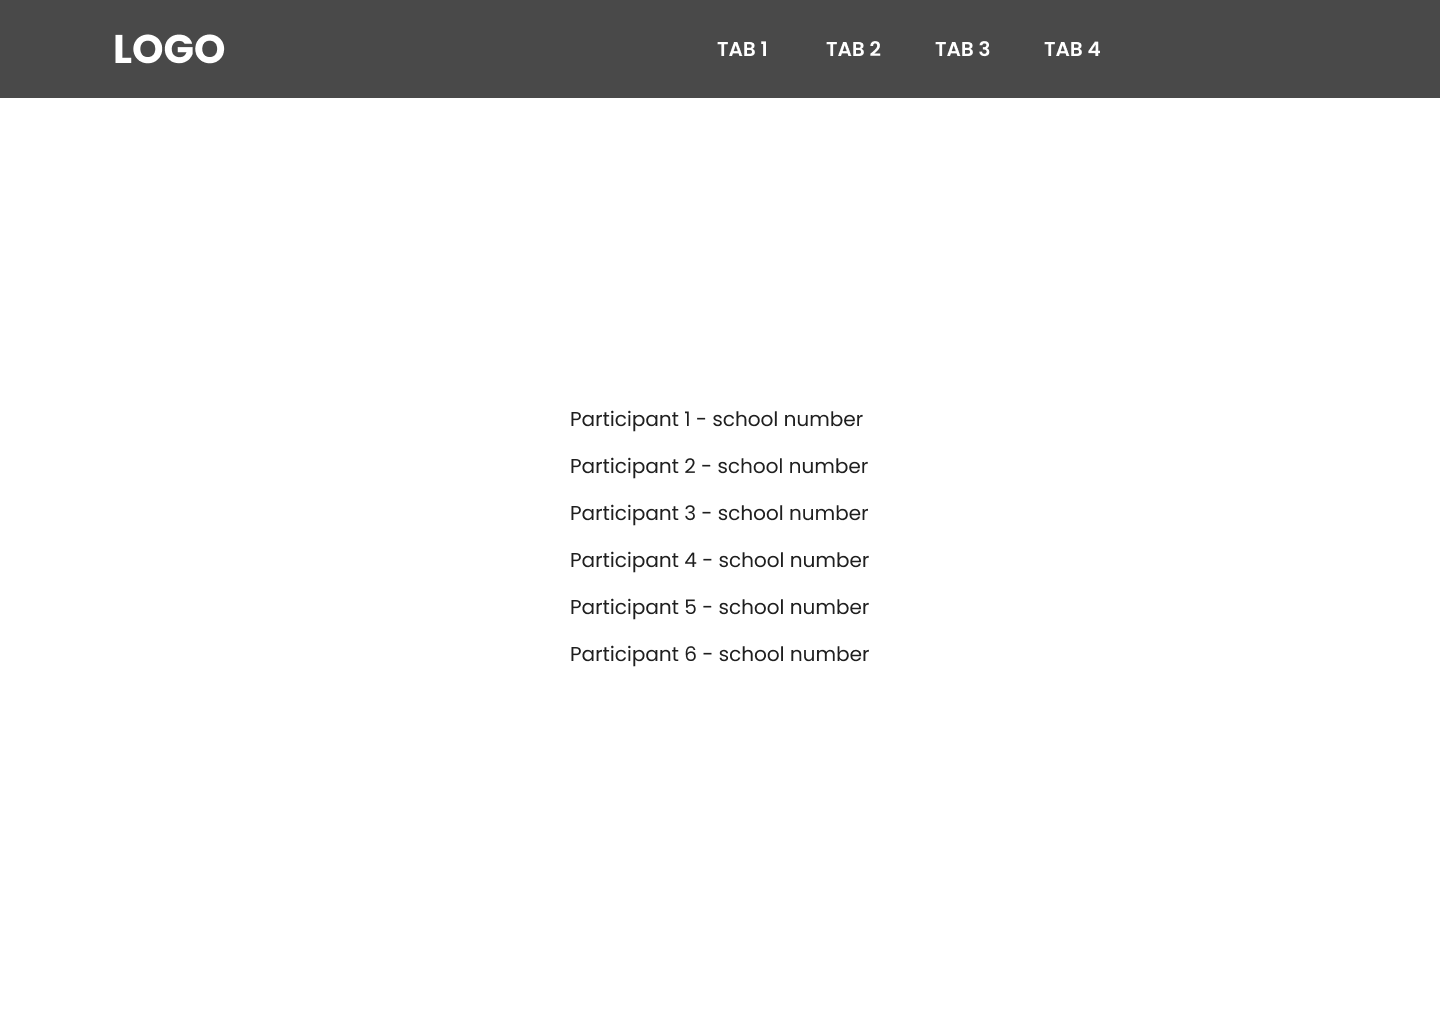 LOGO TAB 1 TAB 2 TAB 3 TAB 4
Participant 1 - school number
Participant 2 - school number
Participant 3 - school number
Participant 4 - school number
Participant 5 - school number
Participant 6 - school number